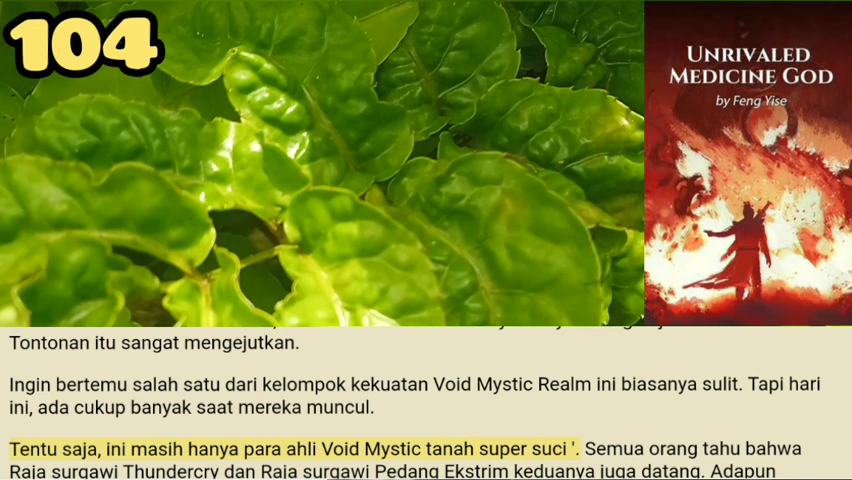 104
UNRIVALED
MEDICINE GOD
by Feng Yise
Tontonan itu sangat mengejutkan.
Ingin bertemu salah satu dari kelompok kekuatan Void Mystic Realm ini biasanya sulit. Tapi hari
ini, ada cukup banyak saat mereka muncul.
Tentu saja, ini masih hanya para ahli Void Mystic tanah super suci '. Semua orang tahu bahwa
Raja surgawi Thundercry dan Raja surgawi Pedang Ekstrim keduanya juga datang. Adapun